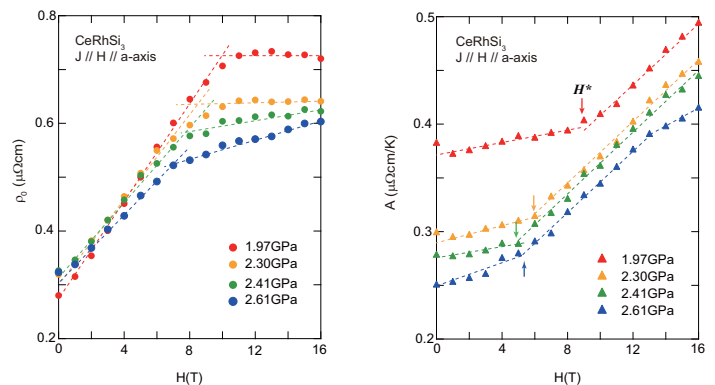 CeRhSi3
J // H // a-axis
ρ0 (μΩcm)
0.8
0.6
0.4
0.2
0
4
8
12
16
H(T)
1.97GPa
2.30GPa
2.41GPa
2.61GPa
CeRhSi3
J // H // a-axis
H*
A (μΩcm/K)
0.5
0.4
0.3
0.2
0
4
8
12
16
H(T)
1.97GPa
2.30GPa
2.41GPa
2.61GPa